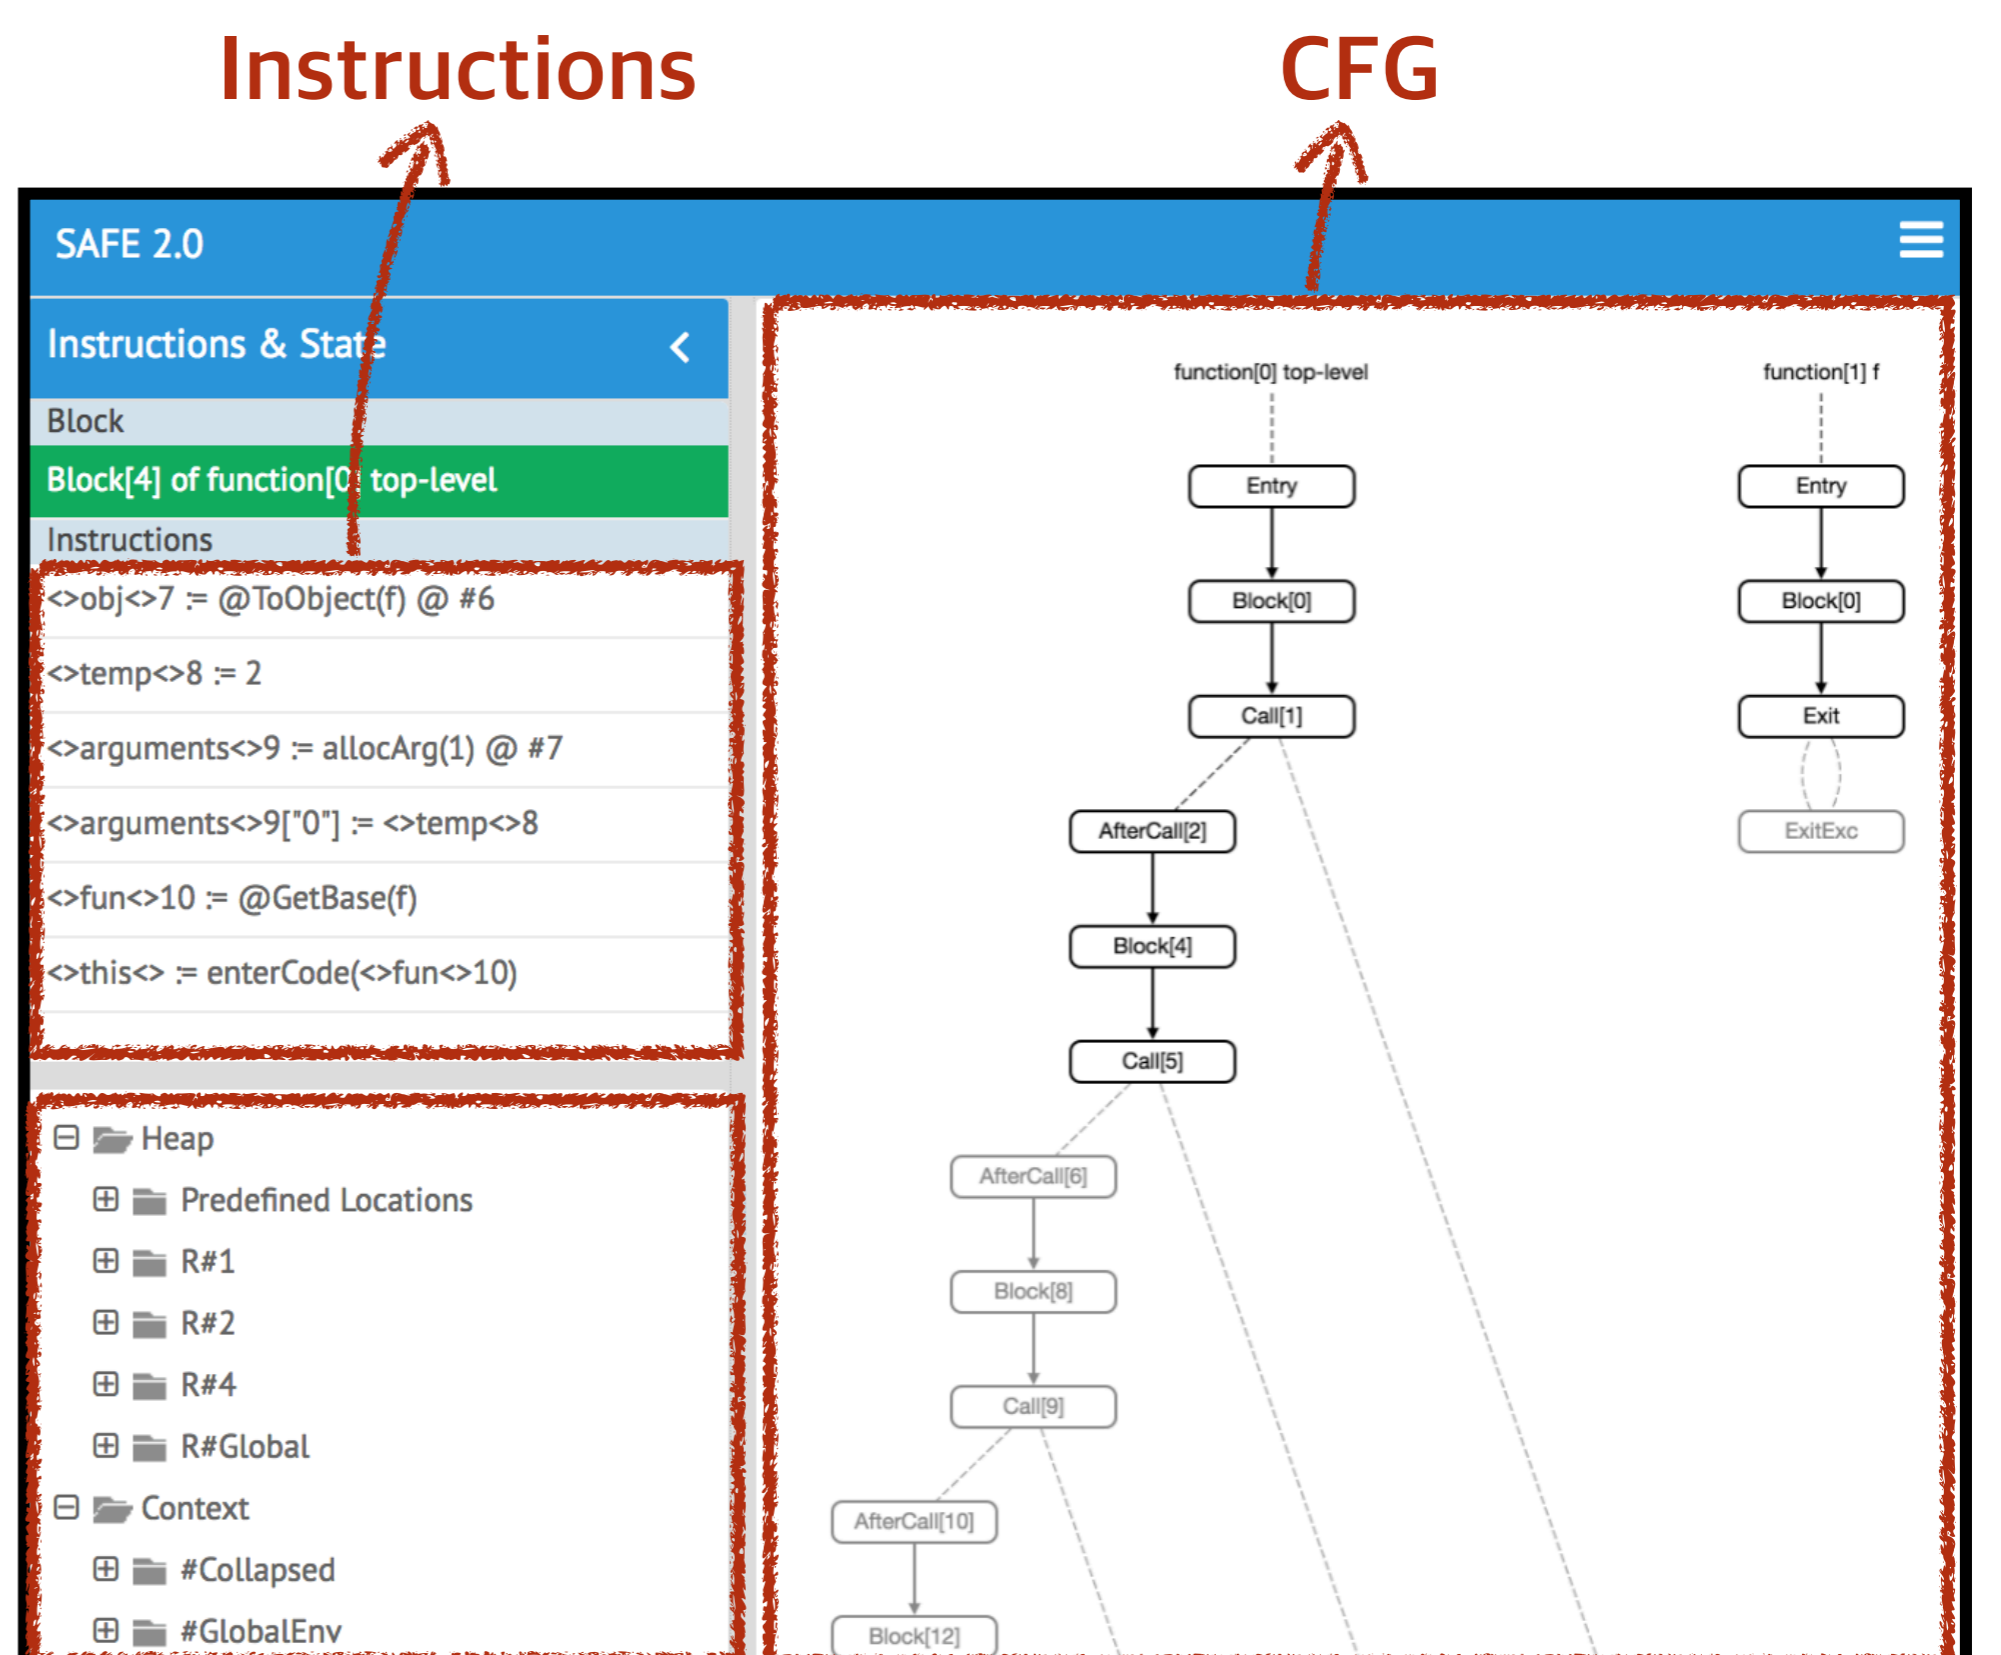 Instructions
CFG
SAFE 2.0
Instructions & State
Block
Block[4] of function[0] top-level
Instructions
<>obj<>7 := @ToObject(f) @ #6
<>temp<>8 := 2
<>arguments<>9 := allocArg(1) @ #7
<>arguments<>9["0"] := <>temp<>8
<>fun<>10 := @GetBase(f)
<>this<> := enterCode(<>fun<>10)
Heap
Predefined Locations
R#1
R#2
R#4
R#Global
Context
#Collapsed
#GlobalEnv
function[0] top-level
Entry
Block[0]
Call[1]
AfterCall[2]
Block[4]
Call[5]
AfterCall[6]
Block[8]
Call[9]
AfterCall[10]
Block[12]
function[1] f
Entry
Block[0]
Exit
ExitExc